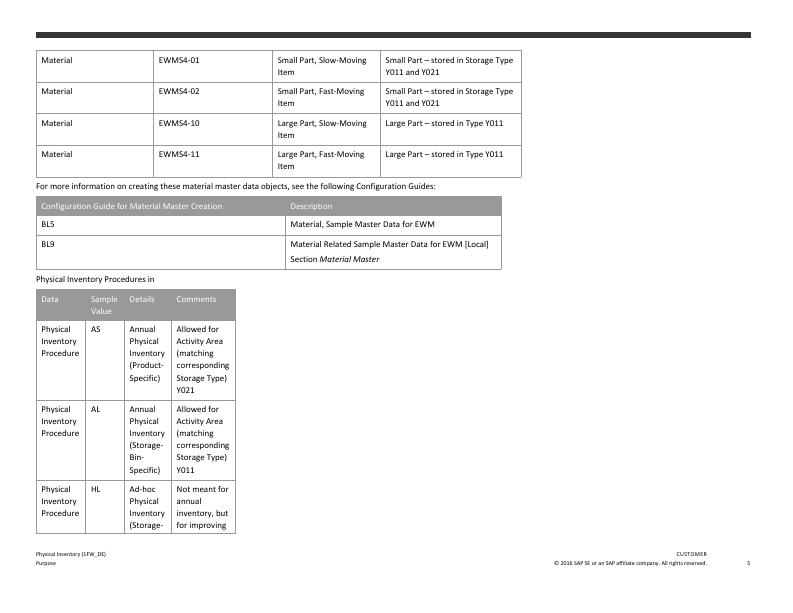 Material EWMS4-01 Small Part, Slow-Moving Small Part – stored in Storage Type
Item Y011 and Y021
Material EWMS4-02 Small Part, Fast-Moving Small Part – stored in Storage Type
Item Y011 and Y021
Material EWMS4-10 Large Part, Slow-Moving Large Part – stored in Type Y011
Item
Material EWMS4-11 Large Part, Fast-Moving Large Part – stored in Type Y011
Item
For more information on creating these material master data objects, see the following Configuration Guides:
Configuration Guide for Material Master Creation Description
BL5 Material, Sample Master Data for EWM
BL9 Material Related Sample Master Data for EWM [Local]
Section Material Master
Physical Inventory Procedures in
Data Sample Details Comments
Value
Physical AS Annual Allowed for
Inventory Physical Activity Area
Procedure Inventory (matching
(Product- corresponding
Specific) Storage Type)
Y021
Physical AL Annual Allowed for
Inventory Physical Activity Area
Procedure Inventory (matching
(Storage- corresponding
Bin- Storage Type)
Specific) Y011
Physical HL Ad-hoc Not meant for
Inventory Physical annual
Procedure Inventory inventory, but
(Storage- for improving
Physical Inventory (1FW_DE) CUSTOMER
Purpose © 2016 SAP SE or an SAP affiliate company. All rights reserved. 5